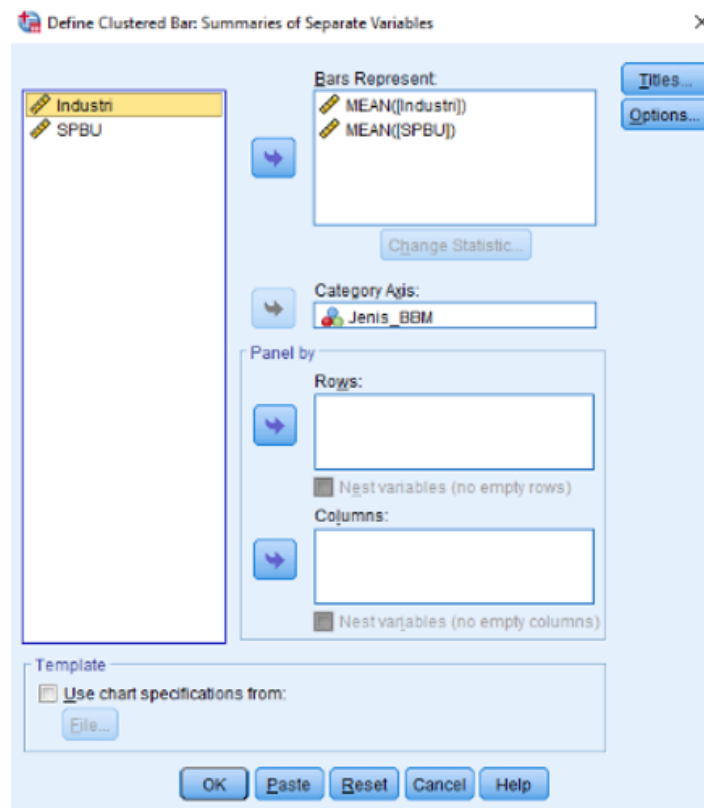 Define Clustered Bar: Summaries of Separate Variables
Industri
SPBU
Bars Represent:
MEAN([Industri])
MEAN([SPBU])
Change Statistic...
Titles...
Options...
Category Axis:
Jenis_BBM
Panel by
Rows:
Nest variables (no empty rows)
Columns:
Nest variables (no empty columns)
Template
Use chart specifications from:
File...
OK Paste Reset Cancel Help